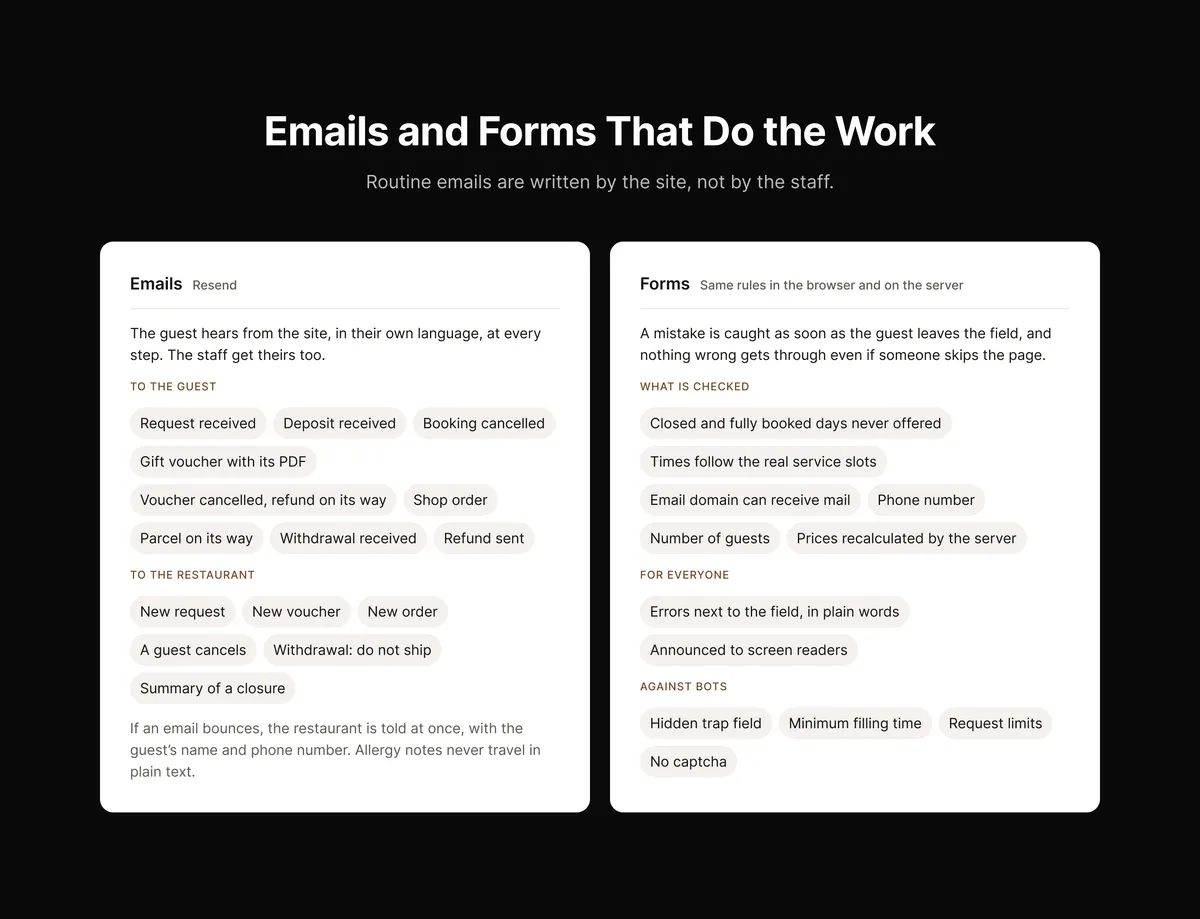 Emails and Forms That Do the Work
Routine emails are written by the site, not by the staff.
Emails Resend
The guest hears from the site, in their own language, at every
step. The staff get theirs too.
TO THE GUEST
Request received Deposit received Booking cancelled
Gift voucher with its PDF
Voucher cancelled, refund on its way Shop order
Parcel on its way Withdrawal received Refund sent
TO THE RESTAURANT
New request New voucher New order
A guest cancels Withdrawal: do not ship
Summary of a closure
If an email bounces, the restaurant is told at once, with the
guest’s name and phone number. Allergy notes never travel in
plain text.
Forms Same rules in the browser and on the server
A mistake is caught as soon as the guest leaves the field, and
nothing wrong gets through even if someone skips the page.
WHAT IS CHECKED
Closed and fully booked days never offered
Times follow the real service slots
Email domain can receive mail Phone number
Number of guests Prices recalculated by the server
FOR EVERYONE
Errors next to the field, in plain words
Announced to screen readers
AGAINST BOTS
Hidden trap field Minimum filling time Request limits
No captcha